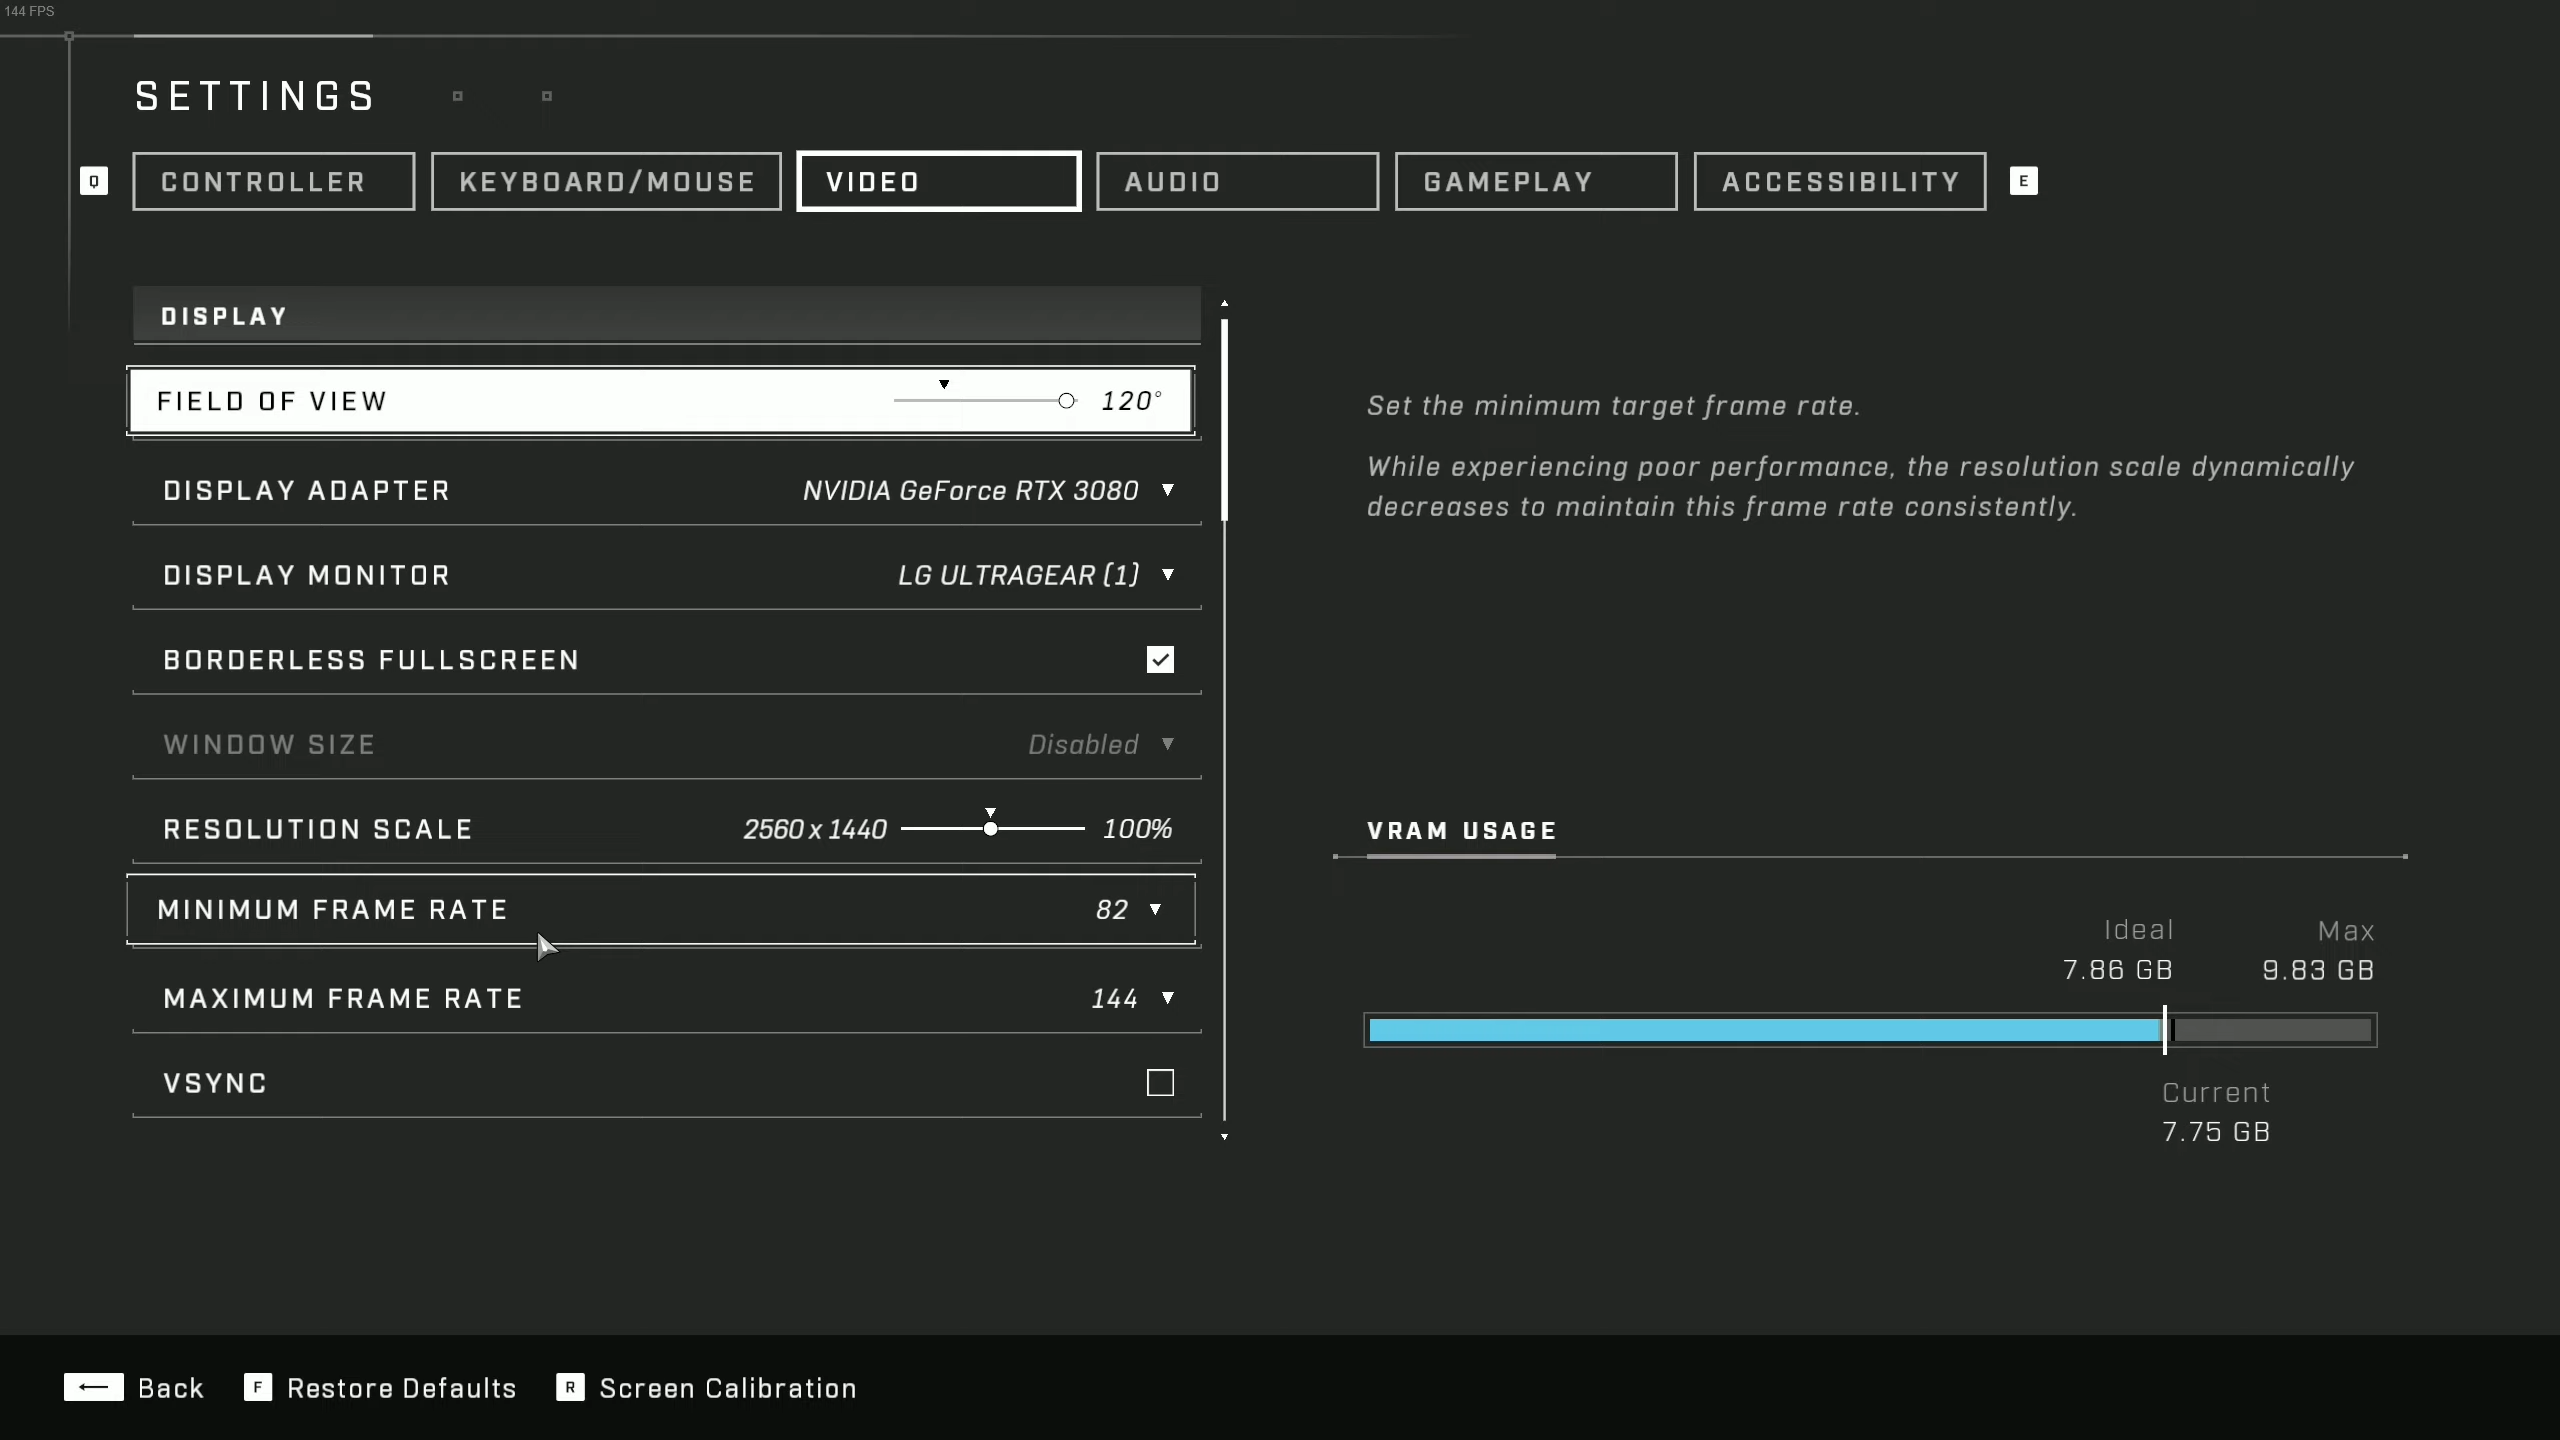 144 FPS
SETTINGS
Q
CONTROLLER
KEYBOARD/MOUSE
VIDEO
AUDIO
GAMEPLAY
ACCESSIBILITY
E
DISPLAY
FIELD OF VIEW 120°
DISPLAY ADAPTER NVIDIA GeForce RTX 3080
DISPLAY MONITOR LG ULTRAGEAR (1)
BORDERLESS FULLSCREEN
WINDOW SIZE Disabled
RESOLUTION SCALE 2560 x 1440 100%
MINIMUM FRAME RATE 82
MAXIMUM FRAME RATE 144
VSYNC
Set the minimum target frame rate.
While experiencing poor performance, the resolution scale dynamically
decreases to maintain this frame rate consistently.
VRAM USAGE
Ideal Max
7.86 GB 9.83 GB
Current
7.75 GB
Back F Restore Defaults R Screen Calibration